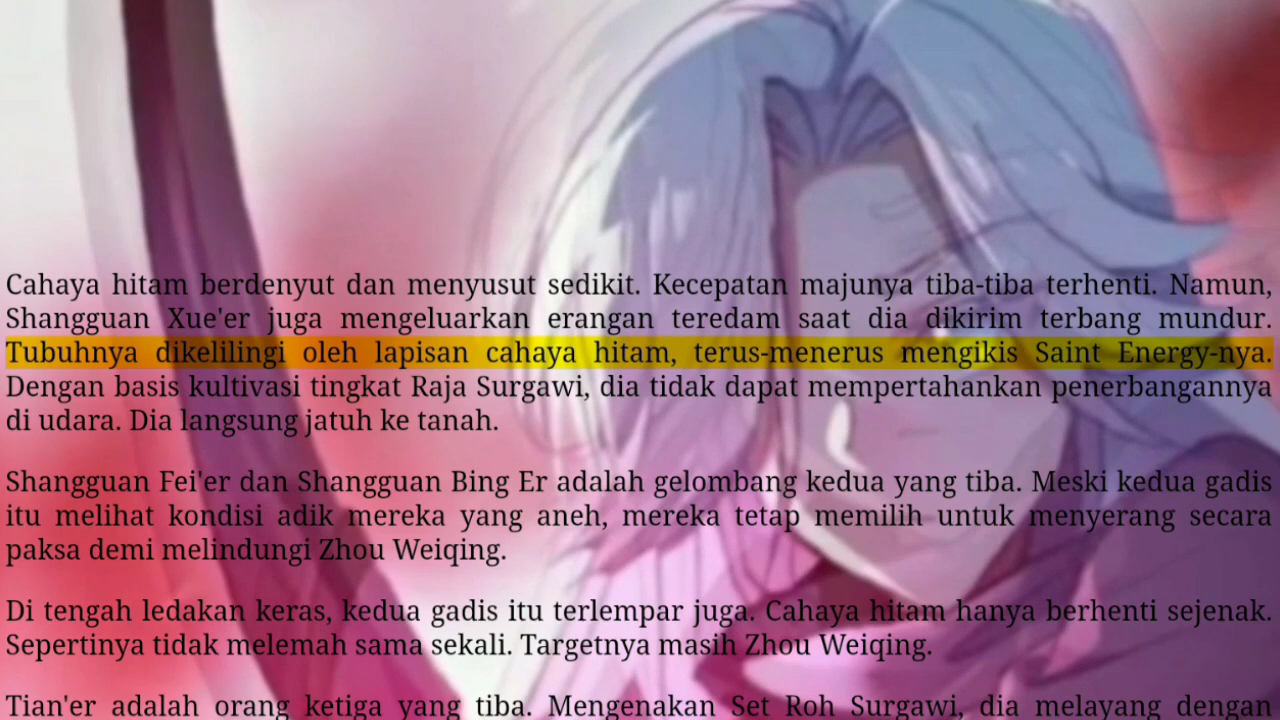 Cahaya hitam berdenyut dan menyusut sedikit. Kecepatan majunya tiba-tiba terhenti. Namun,
Shangguan Xue'er juga mengeluarkan erangan teredam saat dia dikirim terbang mundur.
Tubuhnya dikelilingi oleh lapisan cahaya hitam, terus-menerus mengikis Saint Energy-nya.
Dengan basis kultivasi tingkat Raja Surgawi, dia tidak dapat mempertahankan penerbangannya
di udara. Dia langsung jatuh ke tanah.
Shangguan Fei'er dan Shangguan Bing Er adalah gelombang kedua yang tiba. Meski kedua gadis
itu melihat kondisi adik mereka yang aneh, mereka tetap memilih untuk menyerang secara
paksa demi melindungi Zhou Weiqing.
Di tengah ledakan keras, kedua gadis itu terlempar juga. Cahaya hitam hanya berhenti sejenak.
Sepertinya tidak melemah sama sekali. Targetnya masih Zhou Weiqing.
Tian'er adalah orang ketiga yang tiba. Mengenakan Set Roh Surgawi, dia melayang dengan